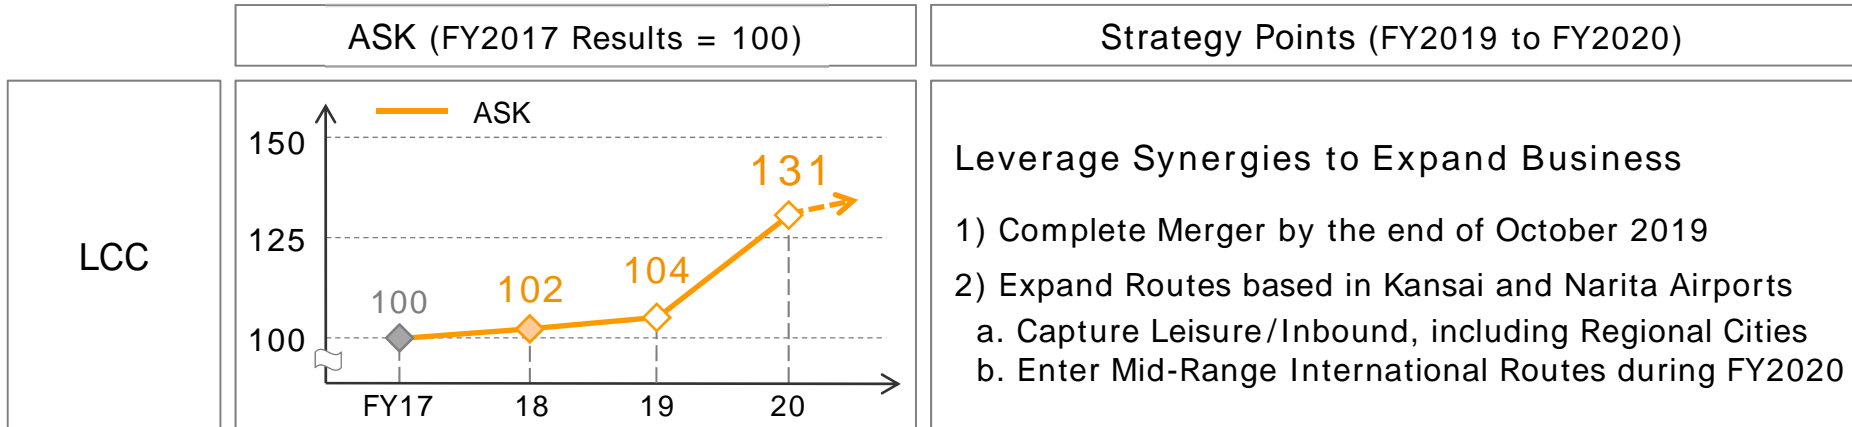 ASK (FY2017 Results = 100)
Strategy Points (FY2019 to FY2020)
LCC
ASK
150
125
100
100
102
104
131
FY17
18
19
20
Leverage Synergies to Expand Business
1) Complete Merger by the end of October 2019
2) Expand Routes based in Kansai and Narita Airports
a. Capture Leisure/Inbound, including Regional Cities
b. Enter Mid-Range International Routes during FY2020